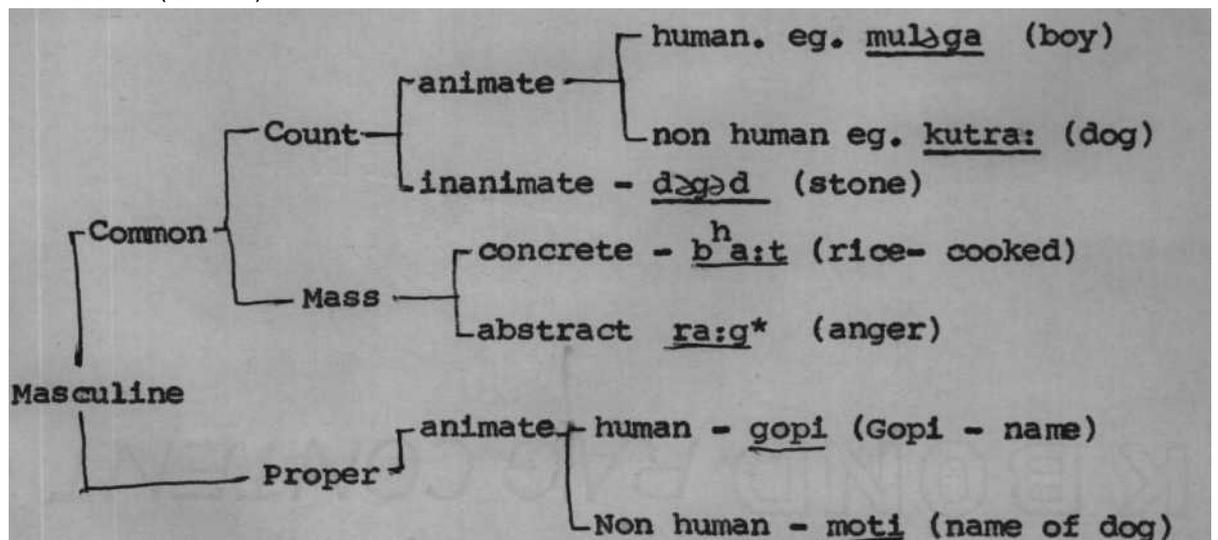 human. eg. muləga (boy)
animate
Count
non human eg. kutra: (dog)
inanimate - dəgəd (stone)
Common
concrete - bʰa:t (rice- cooked)
Mass
abstract ra:g* (anger)
Masculine
animate human - gopi (Gopi - name)
Proper
Non human - moti (name of dog)